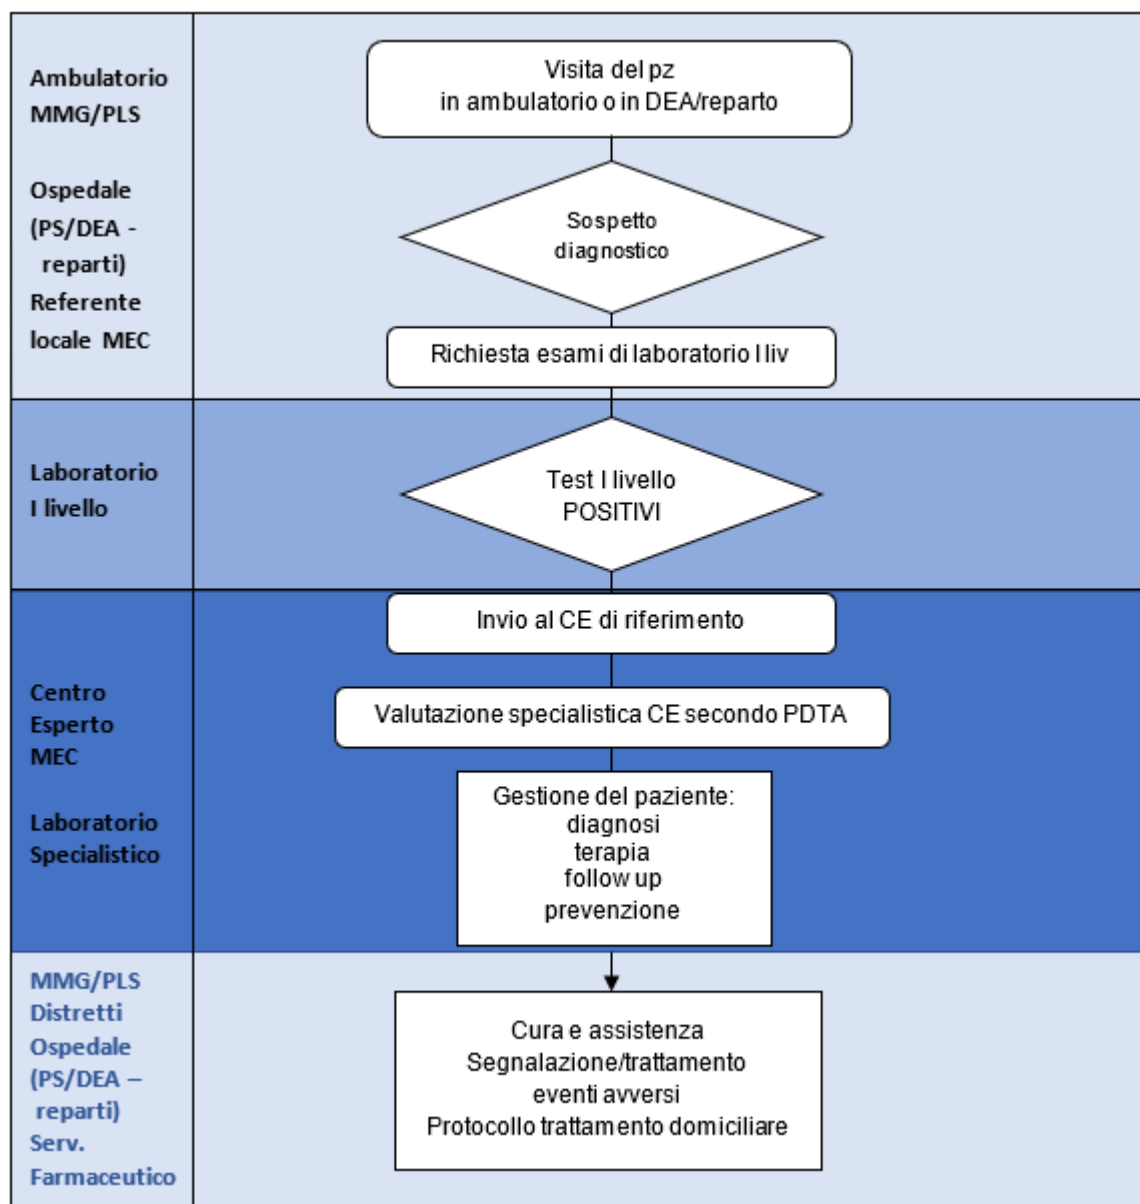 Ambulatorio
MMG/PLS
Ospedale
(PS/DEA -
reparti)
Referente
locale MEC
Visita del pz
in ambulatorio o in DEA/reparto
Sospetto
diagnostico
Richiesta esami di laboratorio I liv
Laboratorio
I livello
Test I livello
POSITIVI
Centro
Esperto
MEC
Laboratorio
Specialistico
Invio al CE di riferimento
Valutazione specialistica CE secondo PDTA
Gestione del paziente:
diagnosi
terapia
follow up
prevenzione
MMG/PLS
Distretti
Ospedale
(PS/DEA –
reparti)
Serv.
Farmaceutico
Cura e assistenza
Segnalazione/trattamento
eventi avversi
Protocollo trattamento domiciliare